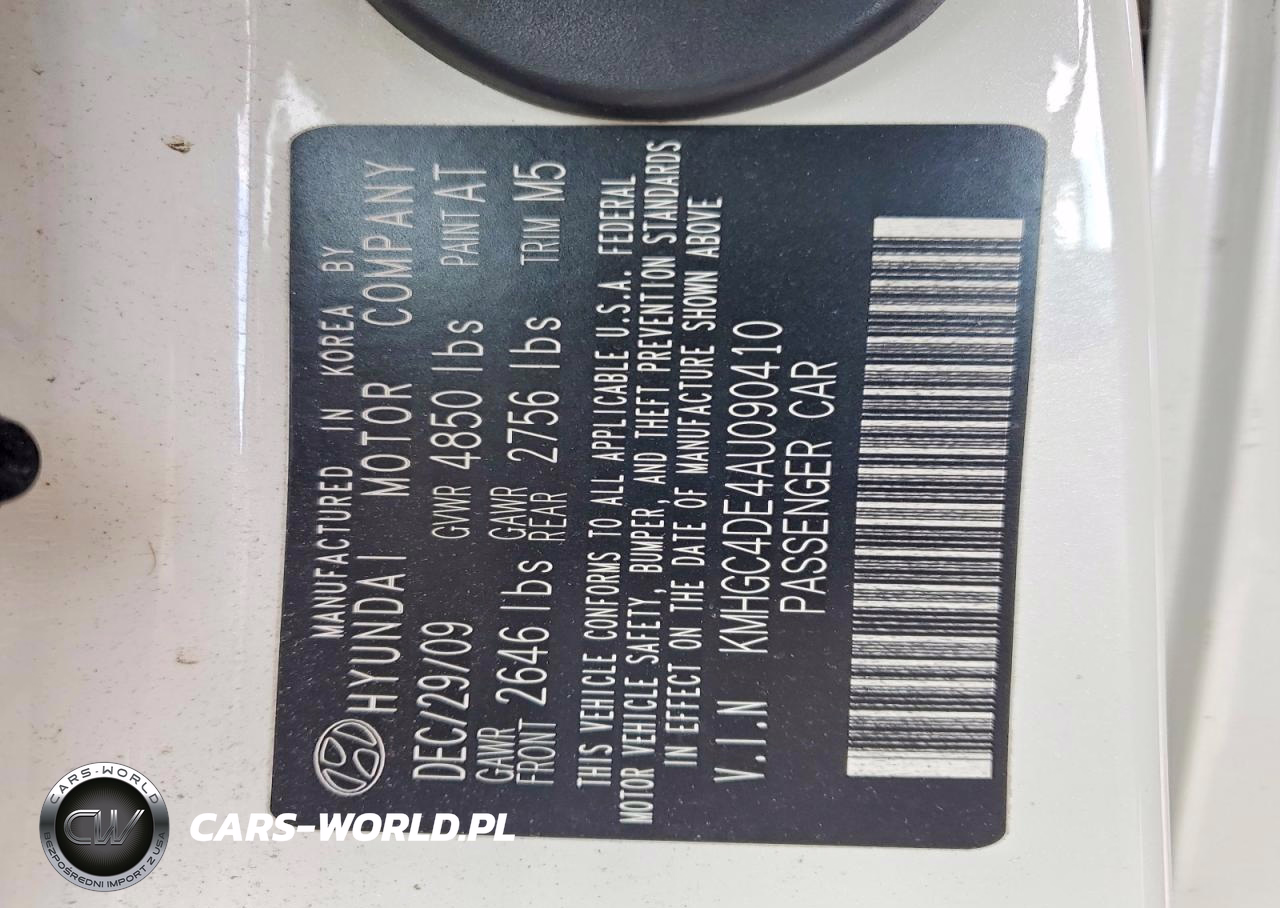 MANUFACTURED IN KOREA BY
HYUNDAI MOTOR COMPANY
DEC/29/09 GVWR 4850 lbs PAINT AT
GAWR FRONT 2646 lbs GAWR REAR 2756 lbs TRIM M5
THIS VEHICLE CONFORMS TO ALL APPLICABLE U.S.A. FEDERAL
MOTOR VEHICLE SAFETY, BUMPER, AND THEFT PREVENTION STANDARDS
IN EFFECT ON THE DATE OF MANUFACTURE SHOWN ABOVE
V.I.N KMHGC4DE4AU090410
PASSENGER CAR
CARS-WORLD
CW
BEZPOŚREDNI IMPORT Z USA
CARS-WORLD.PL